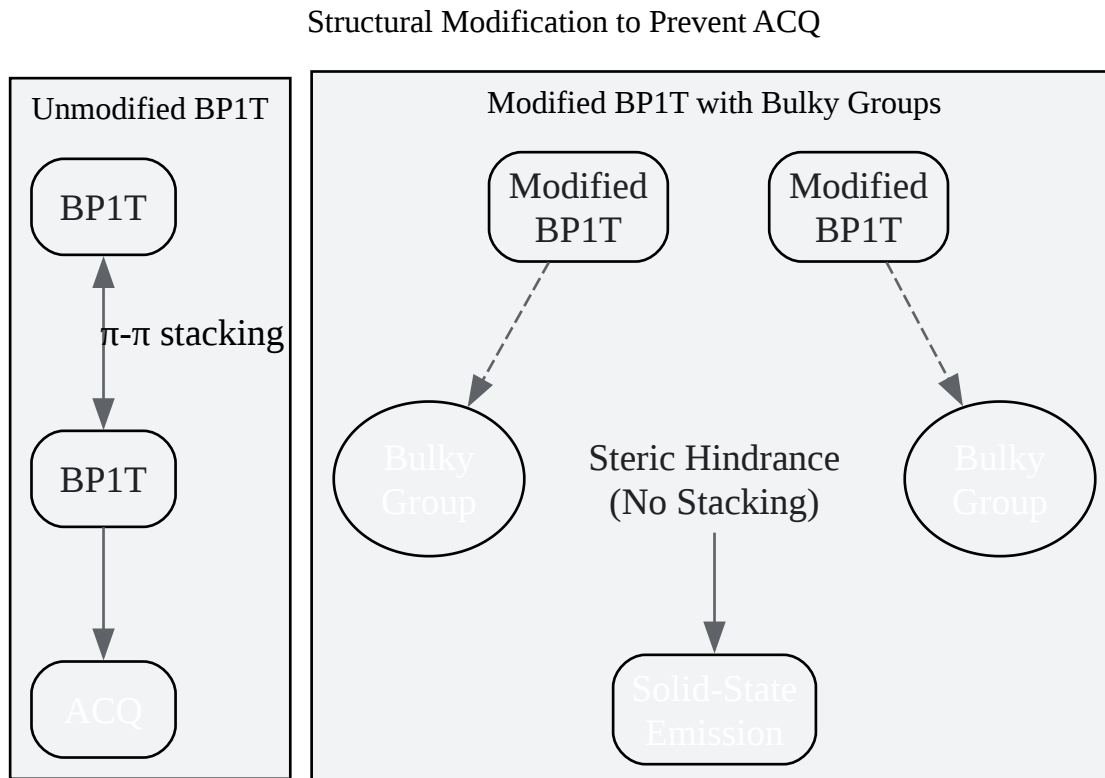 Structural Modification to Prevent ACQ
Unmodified BP1T
BP1T
π-π stacking
BP1T
ACQ
Modified BP1T with Bulky Groups
Modified
BP1T
Modified
BP1T
Bulky
Group
Steric Hindrance
(No Stacking)
Bulky
Group
Solid-State
Emission